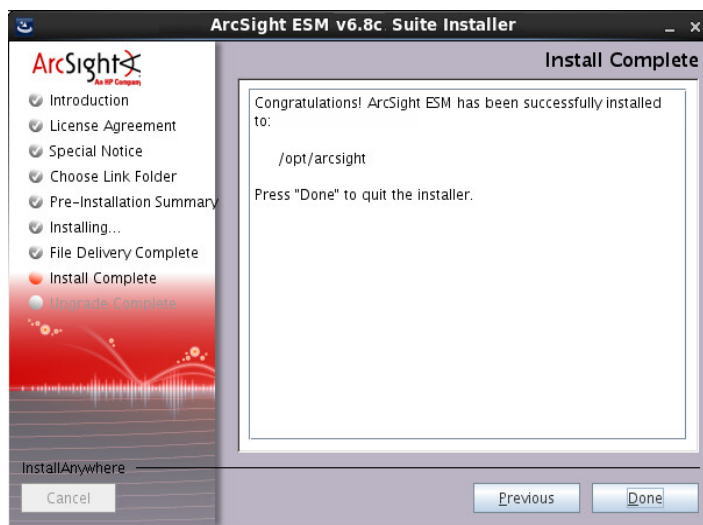 ArcSight ESM v6.8c Suite Installer
ArcSight
An HP Company
Install Complete
Introduction
License Agreement
Special Notice
Choose Link Folder
Pre-Installation Summary
Installing...
File Delivery Complete
Install Complete
Upgrade Complete
Congratulations! ArcSight ESM has been successfully installed
to:
/opt/arcsight
Press "Done" to quit the installer.
InstallAnywhere
Cancel
Previous
Done